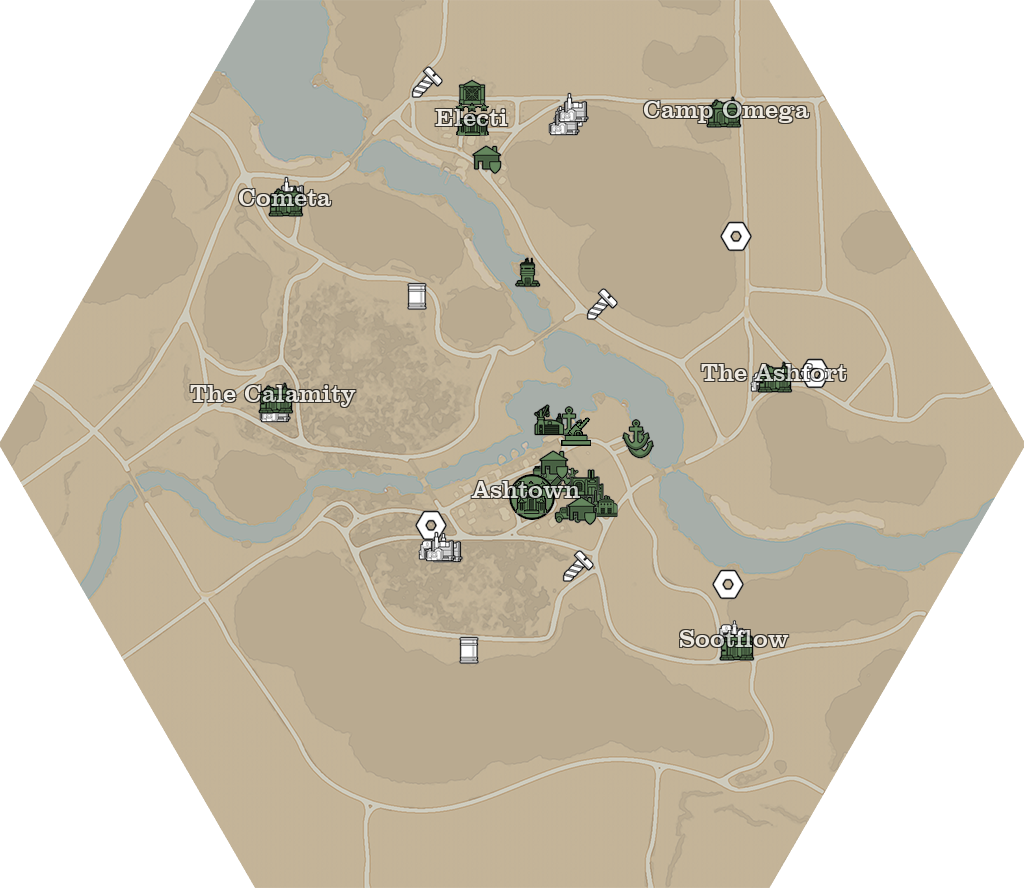 Electi
Camp Omega
Cometa
The Ashfort
The Calamity
Ashtown
Sootflow